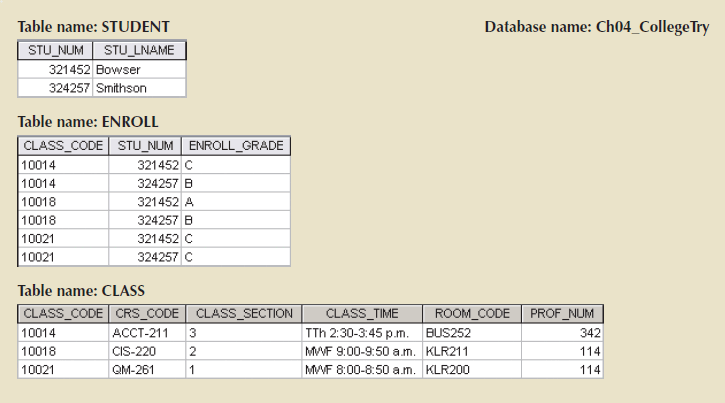 Table name: STUDENT Database name: Ch04_CollegeTry
STU_NUM STU_LNAME
321452 Bowser
324257 Smithson
Table name: ENROLL
CLASS_CODE STU_NUM ENROLL_GRADE
10014 321452 C
10014 324257 B
10018 321452 A
10018 324257 B
10021 321452 C
10021 324257 C
Table name: CLASS
CLASS_CODE CRS_CODE CLASS_SECTION CLASS_TIME ROOM_CODE PROF_NUM
10014 ACCT-211 3 TTh 2:30-3:45 p.m. BUS252 342
10018 CIS-220 2 MWF 9:00-9:50 a.m. KLR211 114
10021 QM-261 1 MWF 8:00-8:50 a.m. KLR200 114